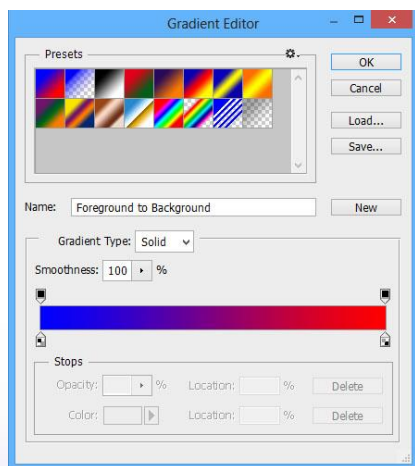 Gradient Editor
Presets
OK
Cancel
Load...
Save...
Name: Foreground to Background
New
Gradient Type: Solid
Smoothness: 100 %
Stops
Opacity: % Location: % Delete
Color: Location: % Delete